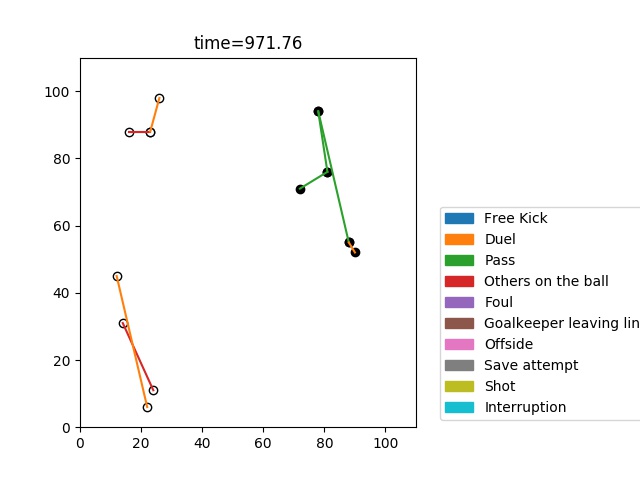 time=971.76
100
80
60
40
20
0
0 20 40 60 80 100
Free Kick
Duel
Pass
Others on the ball
Foul
Goalkeeper leaving lin
Offside
Save attempt
Shot
Interruption